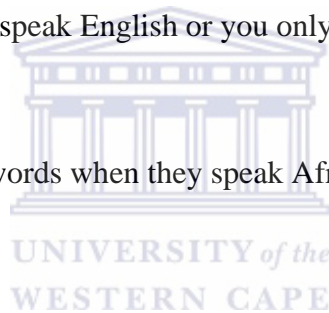 speak English or you only
words when they speak Afr
UNIVERSITY of the
WESTERN CAPE